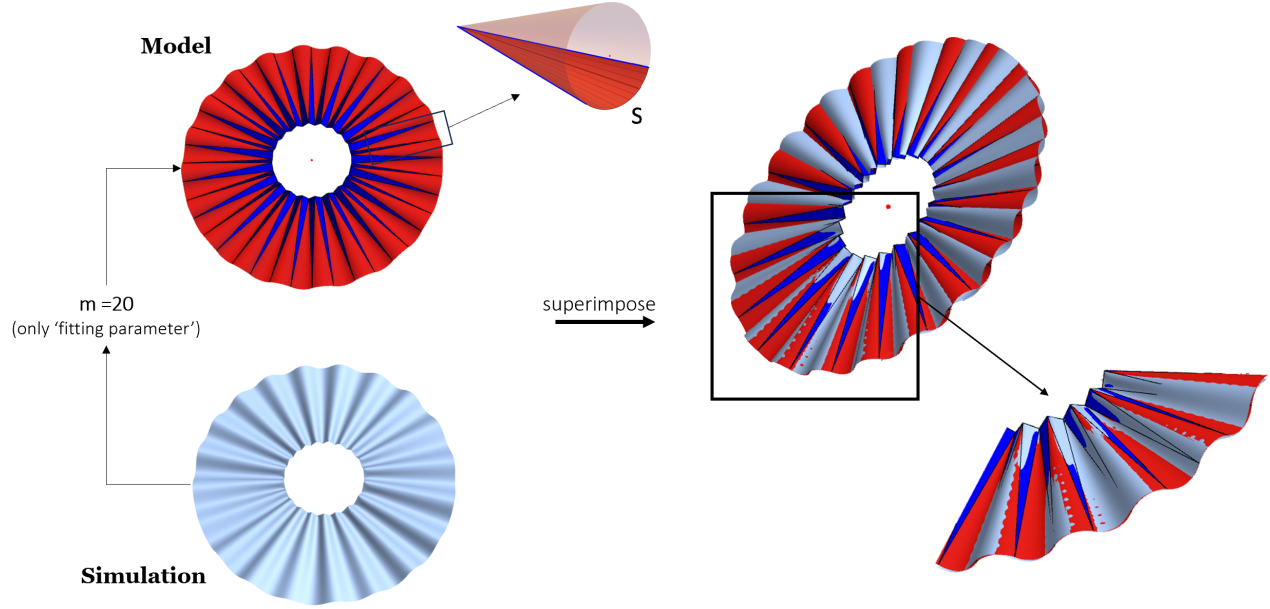 Model
S
m =20
(only ‘fitting parameter’)
superimpose
Simulation